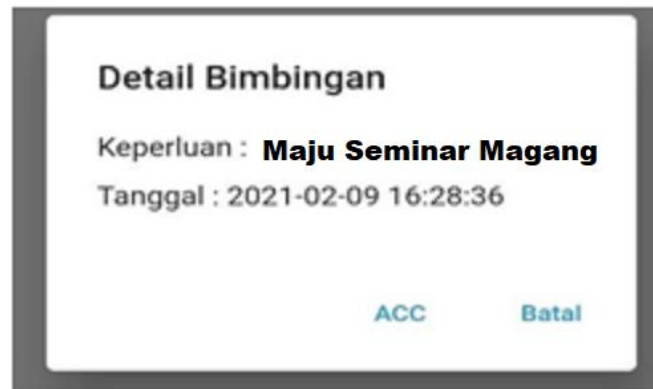 Detail Bimbingan
Keperluan : Maju Seminar Magang
Tanggal : 2021-02-09 16:28:36
ACC Batal